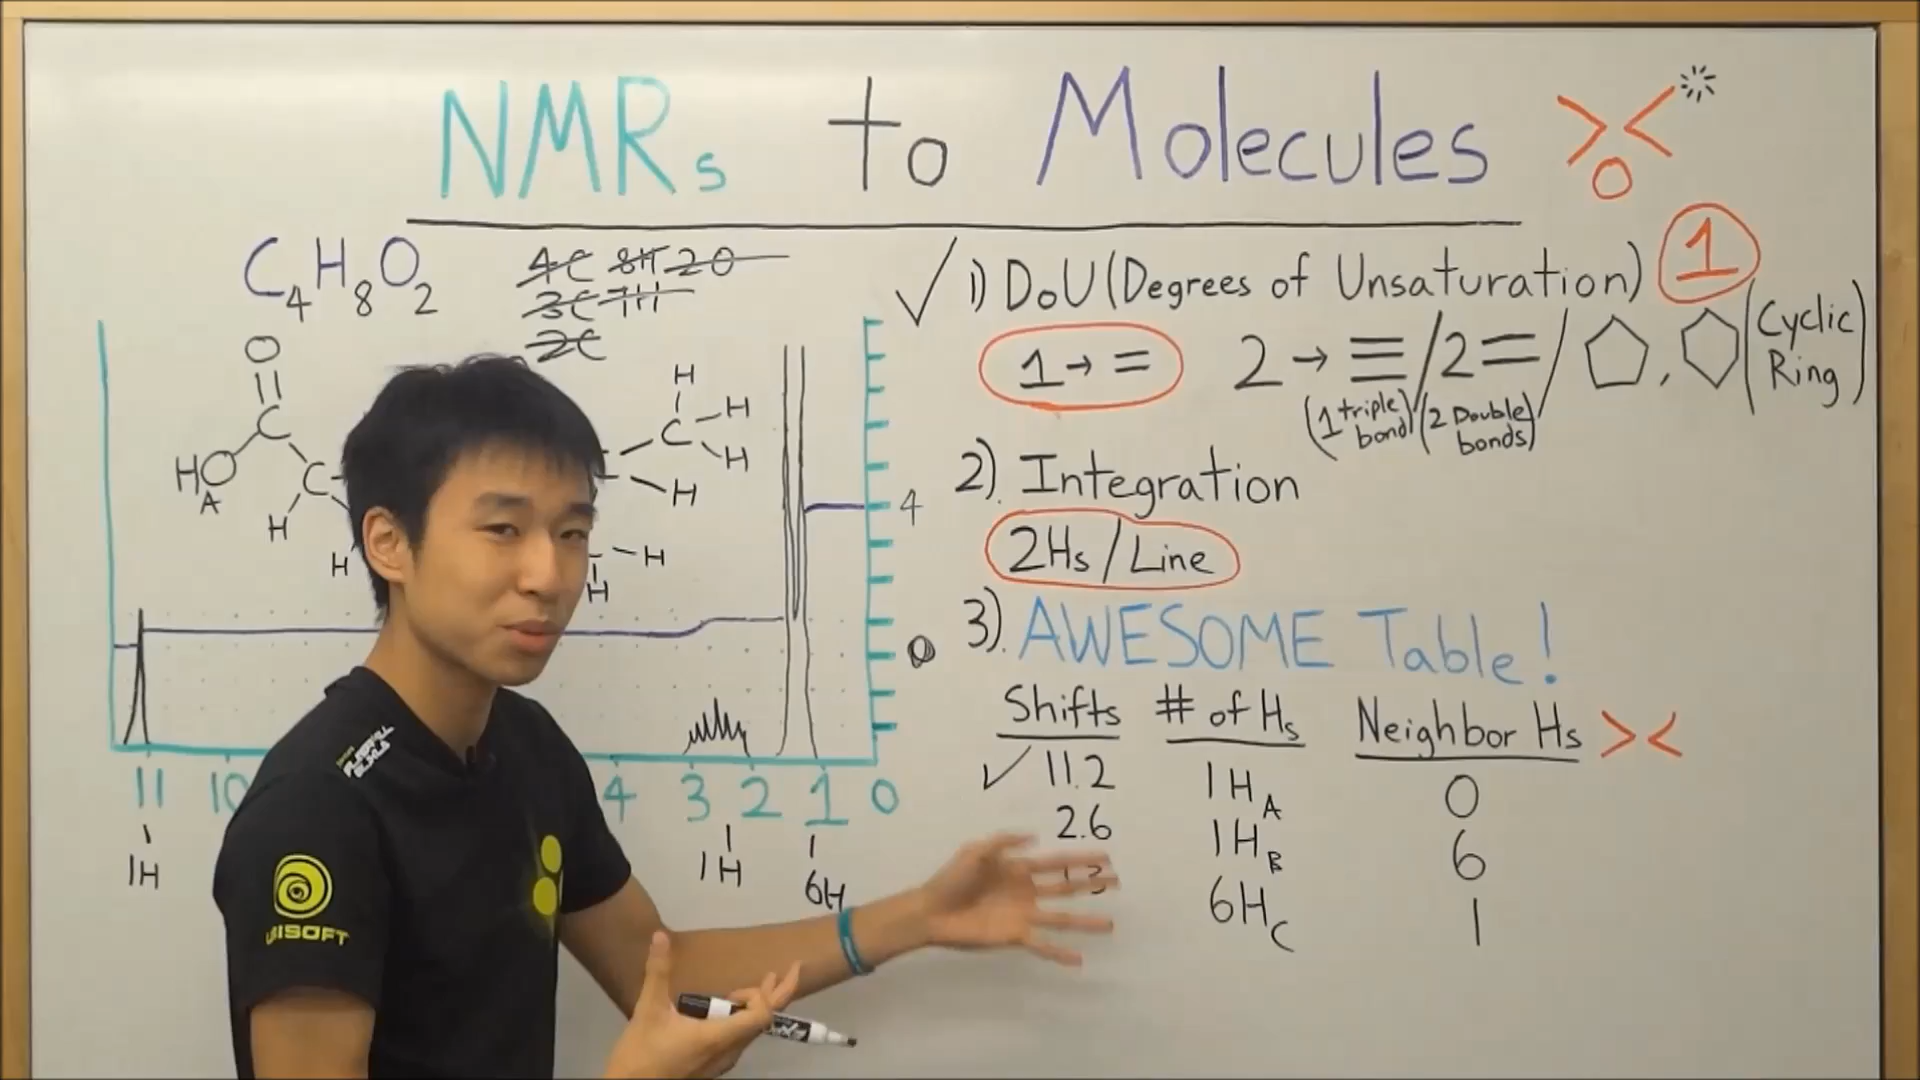 NMRs to Molecules
C4H8O2
4C 8H 2O
3C 7H
2C
✓ 1) DoU (Degrees of Unsaturation) 1
1→= 2→≡/2=/ , (Cyclic Ring)
(1 triple bond)/(2 Double bonds)
2). Integration
2Hs/Line
3). AWESOME Table!
Shifts # of Hs Neighbor Hs
✓ 11.2 1HA 0
2.6 1HB 6
6HC 1
O
C
HO
A
C
H
H
H
C
H
H
H
H
H
4
0
11 10 4 3 2 1 0
1H 1H 6H
UBISOFT